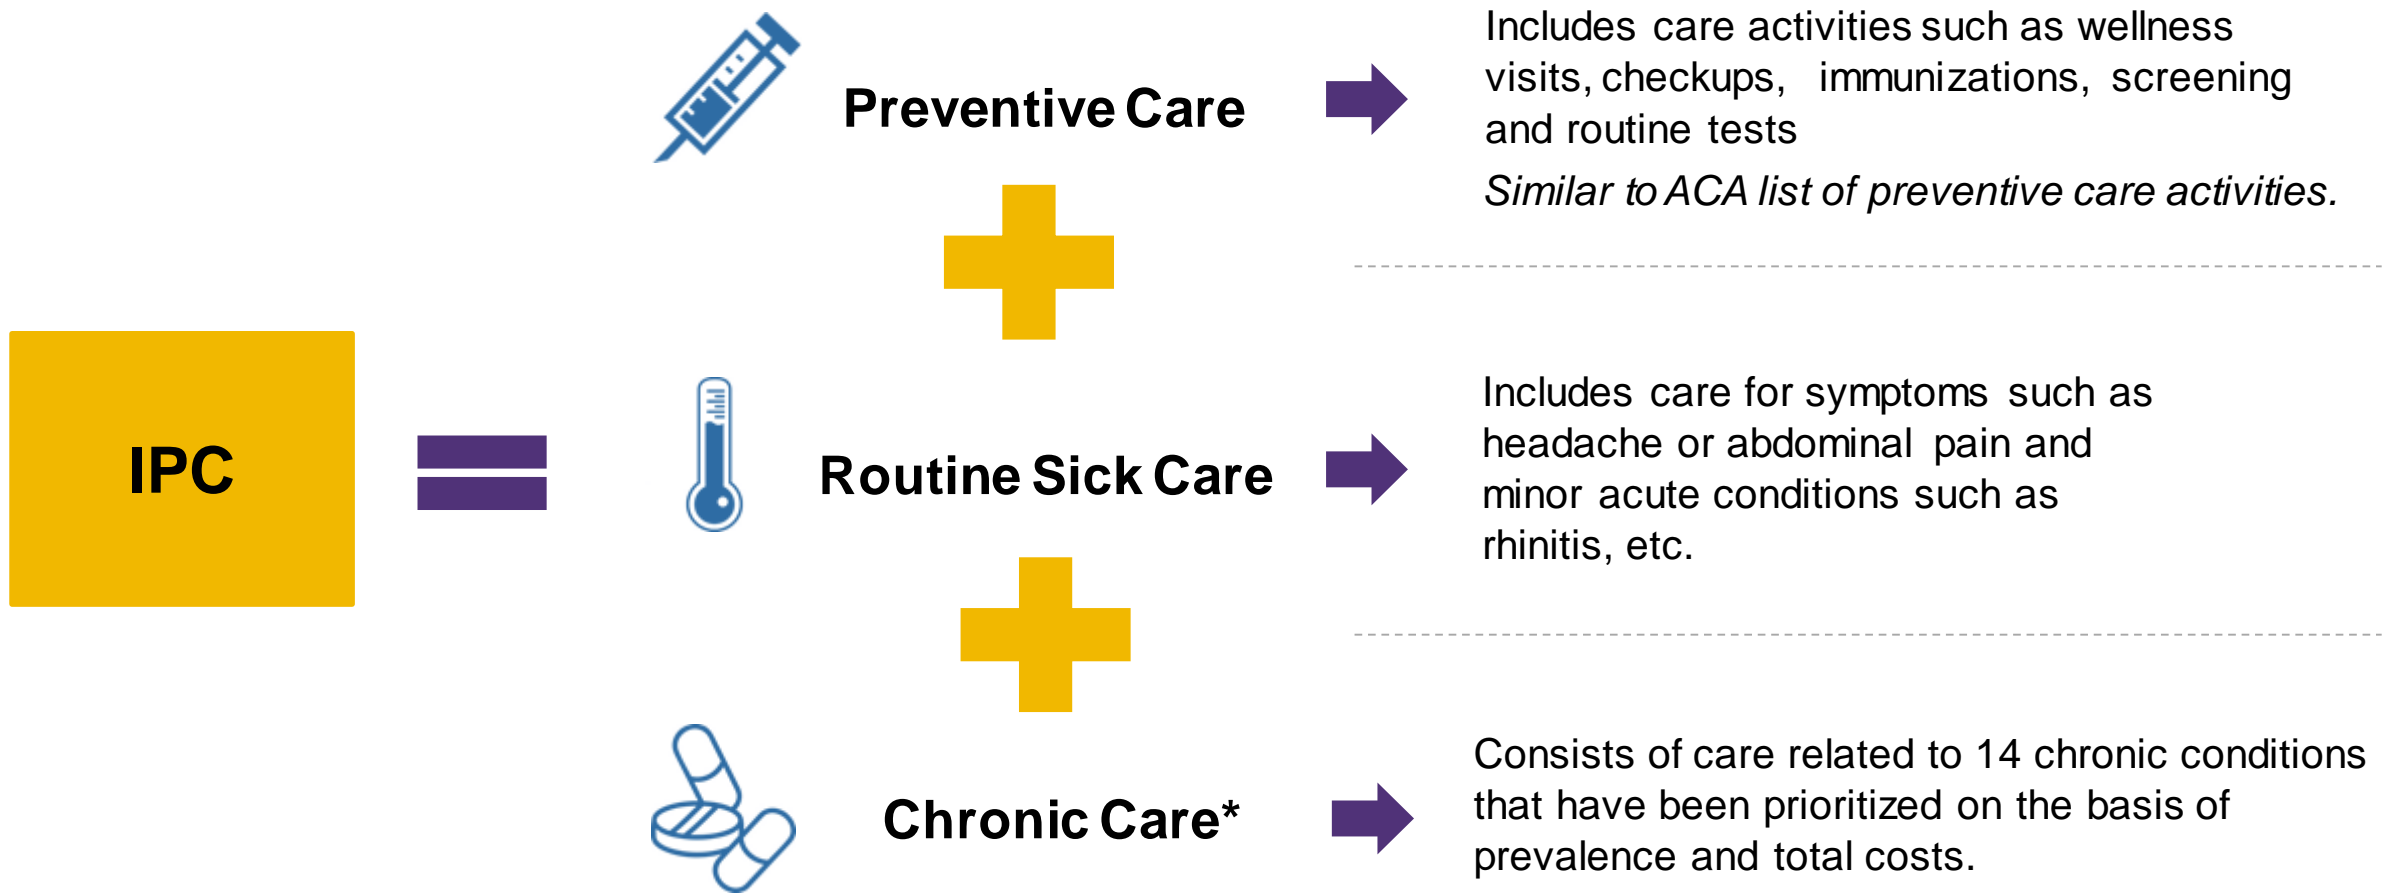 Includes care activities such as wellness
visits, checkups, immunizations, screening
and routine tests
Similar to ACA list of preventive care activities.
Preventive Care
IPC
Routine Sick Care
Includes care for symptoms such as
headache or abdominal pain and
minor acute conditions such as
rhinitis, etc.
Chronic Care*
Consists of care related to 14 chronic conditions
that have been prioritized on the basis of
prevalence and total costs.